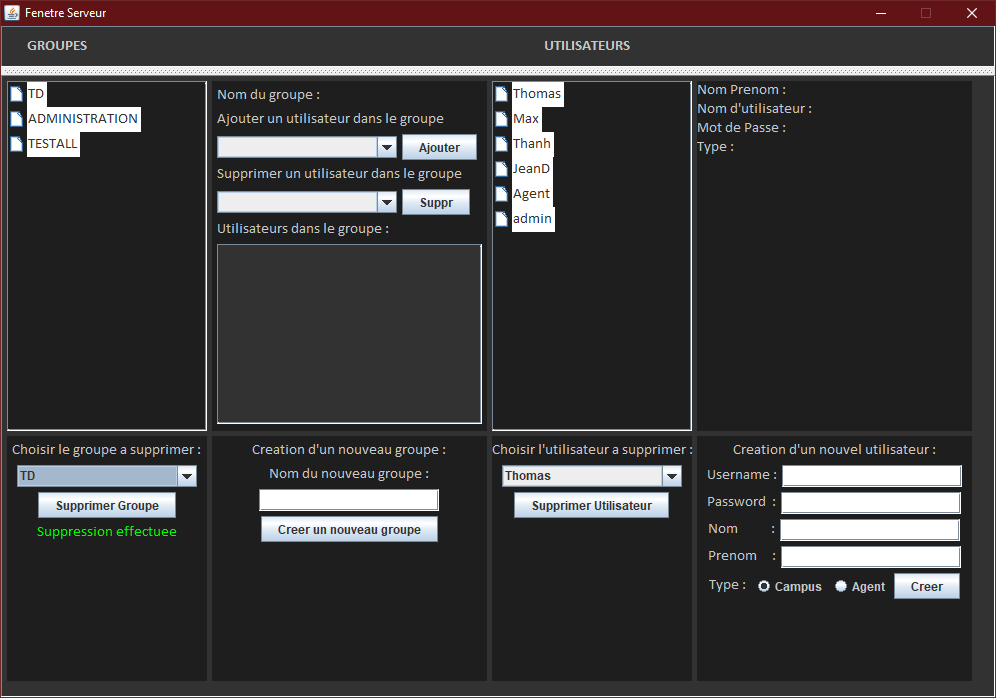 Fenetre Serveur
GROUPES
UTILISATEURS
TD
ADMINISTRATION
TESTALL
Nom du groupe :
Ajouter un utilisateur dans le groupe
Ajouter
Supprimer un utilisateur dans le groupe
Suppr
Utilisateurs dans le groupe :
Thomas
Max
Thanh
JeanD
Agent
admin
Nom Prenom :
Nom d'utilisateur :
Mot de Passe :
Type :
Choisir le groupe a supprimer :
TD
Supprimer Groupe
Suppression effectuee
Creation d'un nouveau groupe :
Nom du nouveau groupe :
Creer un nouveau groupe
Choisir l'utilisateur a supprimer :
Thomas
Supprimer Utilisateur
Creation d'un nouvel utilisateur :
Username :
Password :
Nom :
Prenom :
Type : Campus Agent Creer